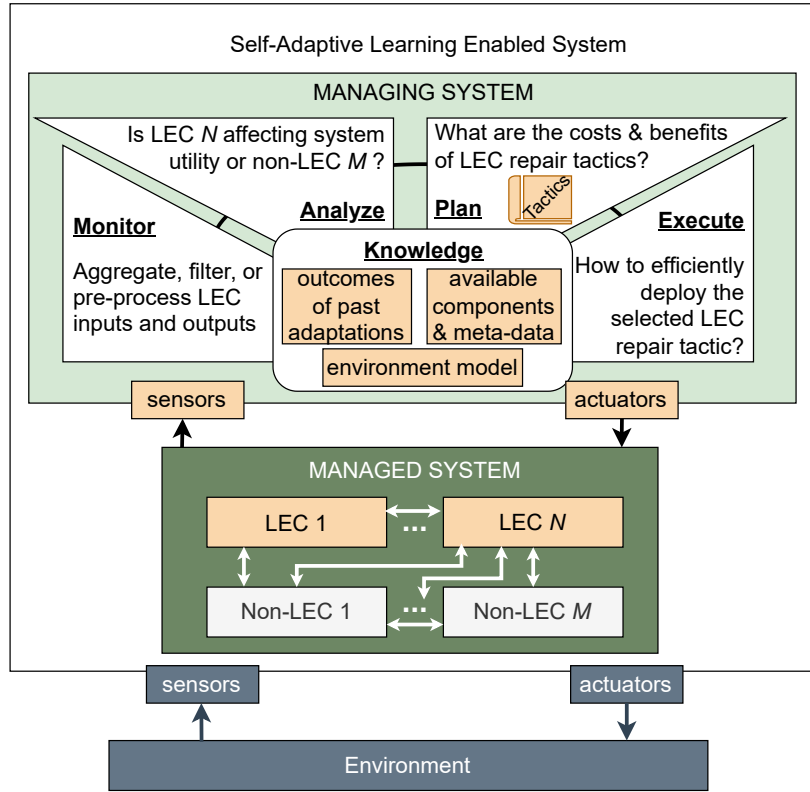 Self-Adaptive Learning Enabled System
MANAGING SYSTEM
Is LEC N affecting system
utility or non-LEC M ?
Analyze
What are the costs & benefits
of LEC repair tactics?
Plan
Tactics
Monitor
Aggregate, filter, or
pre-process LEC
inputs and outputs
Execute
How to efficiently
deploy the
selected LEC
repair tactic?
Knowledge
outcomes
of past
adaptations
available
components
& meta-data
environment model
sensors
actuators
MANAGED SYSTEM
LEC 1
...
LEC N
Non-LEC 1
...
Non-LEC M
sensors
actuators
Environment